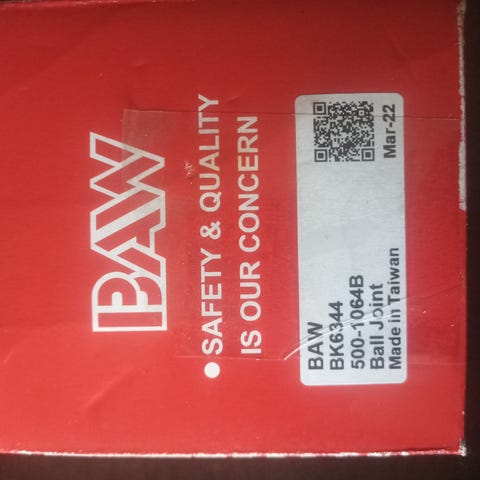 BAW
• SAFETY & QUALITY
IS OUR CONCERN
BAW
BK6344
500-1064B
Ball Joint
Made in Taiwan
Mar-22